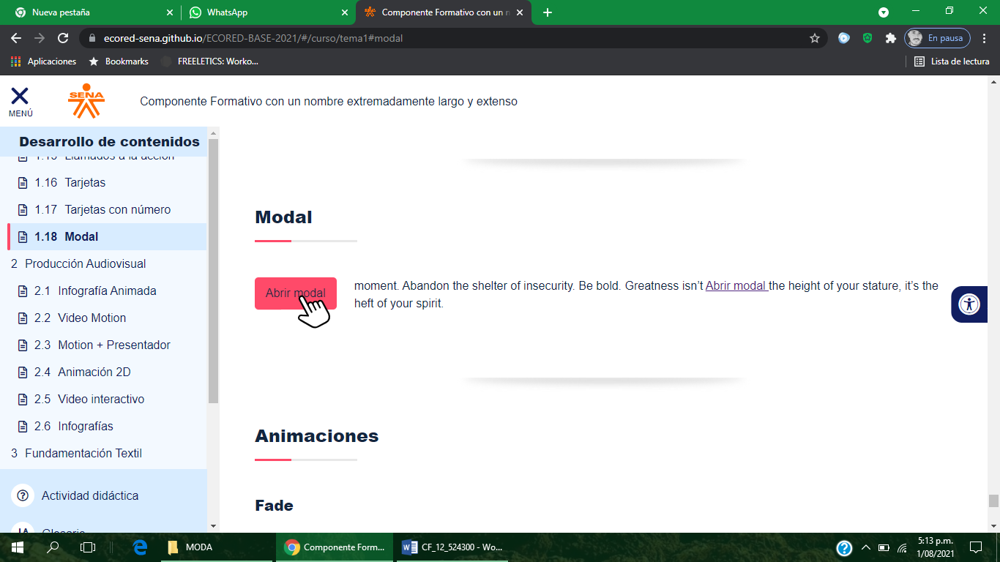 Nueva pestaña
WhatsApp
Componente Formativo con un n
ecored-sena.github.io/ECORED-BASE-2021/#/curso/tema1#modal
En pausa
Aplicaciones
Bookmarks
FREELETICS: Worko...
Lista de lectura
MENÚ
SENA
Componente Formativo con un nombre extremadamente largo y extenso
Desarrollo de contenidos
1.15 Llamados a la acción
1.16 Tarjetas
1.17 Tarjetas con número
1.18 Modal
2 Producción Audiovisual
2.1 Infografía Animada
2.2 Video Motion
2.3 Motion + Presentador
2.4 Animación 2D
2.5 Video interactivo
2.6 Infografías
3 Fundamentación Textil
Actividad didáctica
Glosario
Modal
Abrir modal
moment. Abandon the shelter of insecurity. Be bold. Greatness isn’t Abrir modal the height of your stature, it’s the
heft of your spirit.
Animaciones
Fade
MODA
Componente Form...
CF_12_524300 - Wo...
5:13 p.m.
1/08/2021